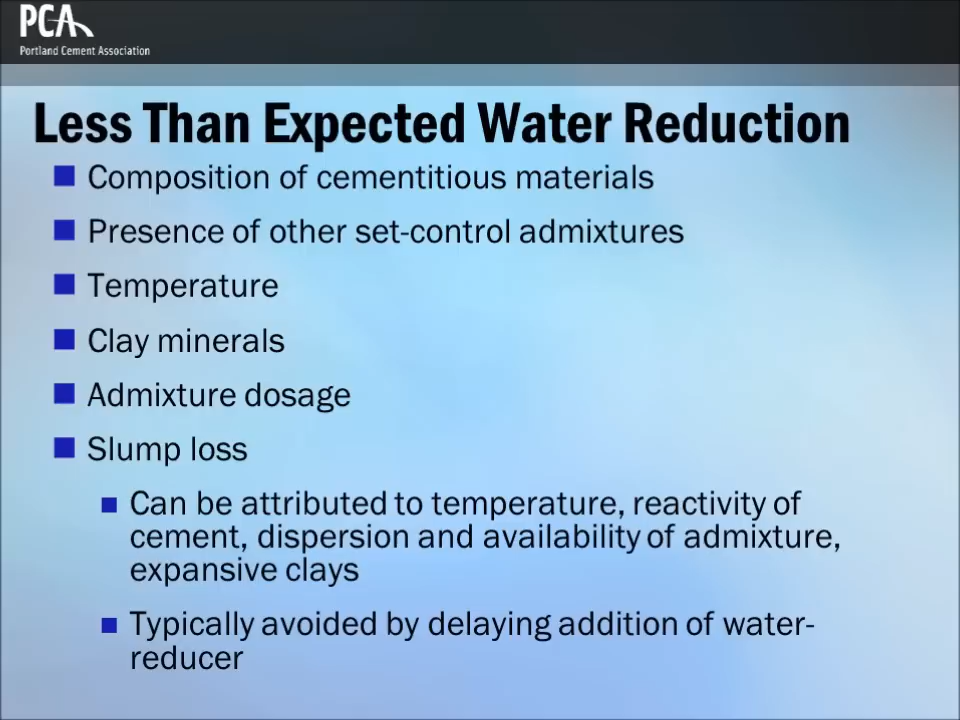 PCA
Portland Cement Association
Less Than Expected Water Reduction
Composition of cementitious materials
Presence of other set-control admixtures
Temperature
Clay minerals
Admixture dosage
Slump loss
Can be attributed to temperature, reactivity of
cement, dispersion and availability of admixture,
expansive clays
Typically avoided by delaying addition of water-
reducer